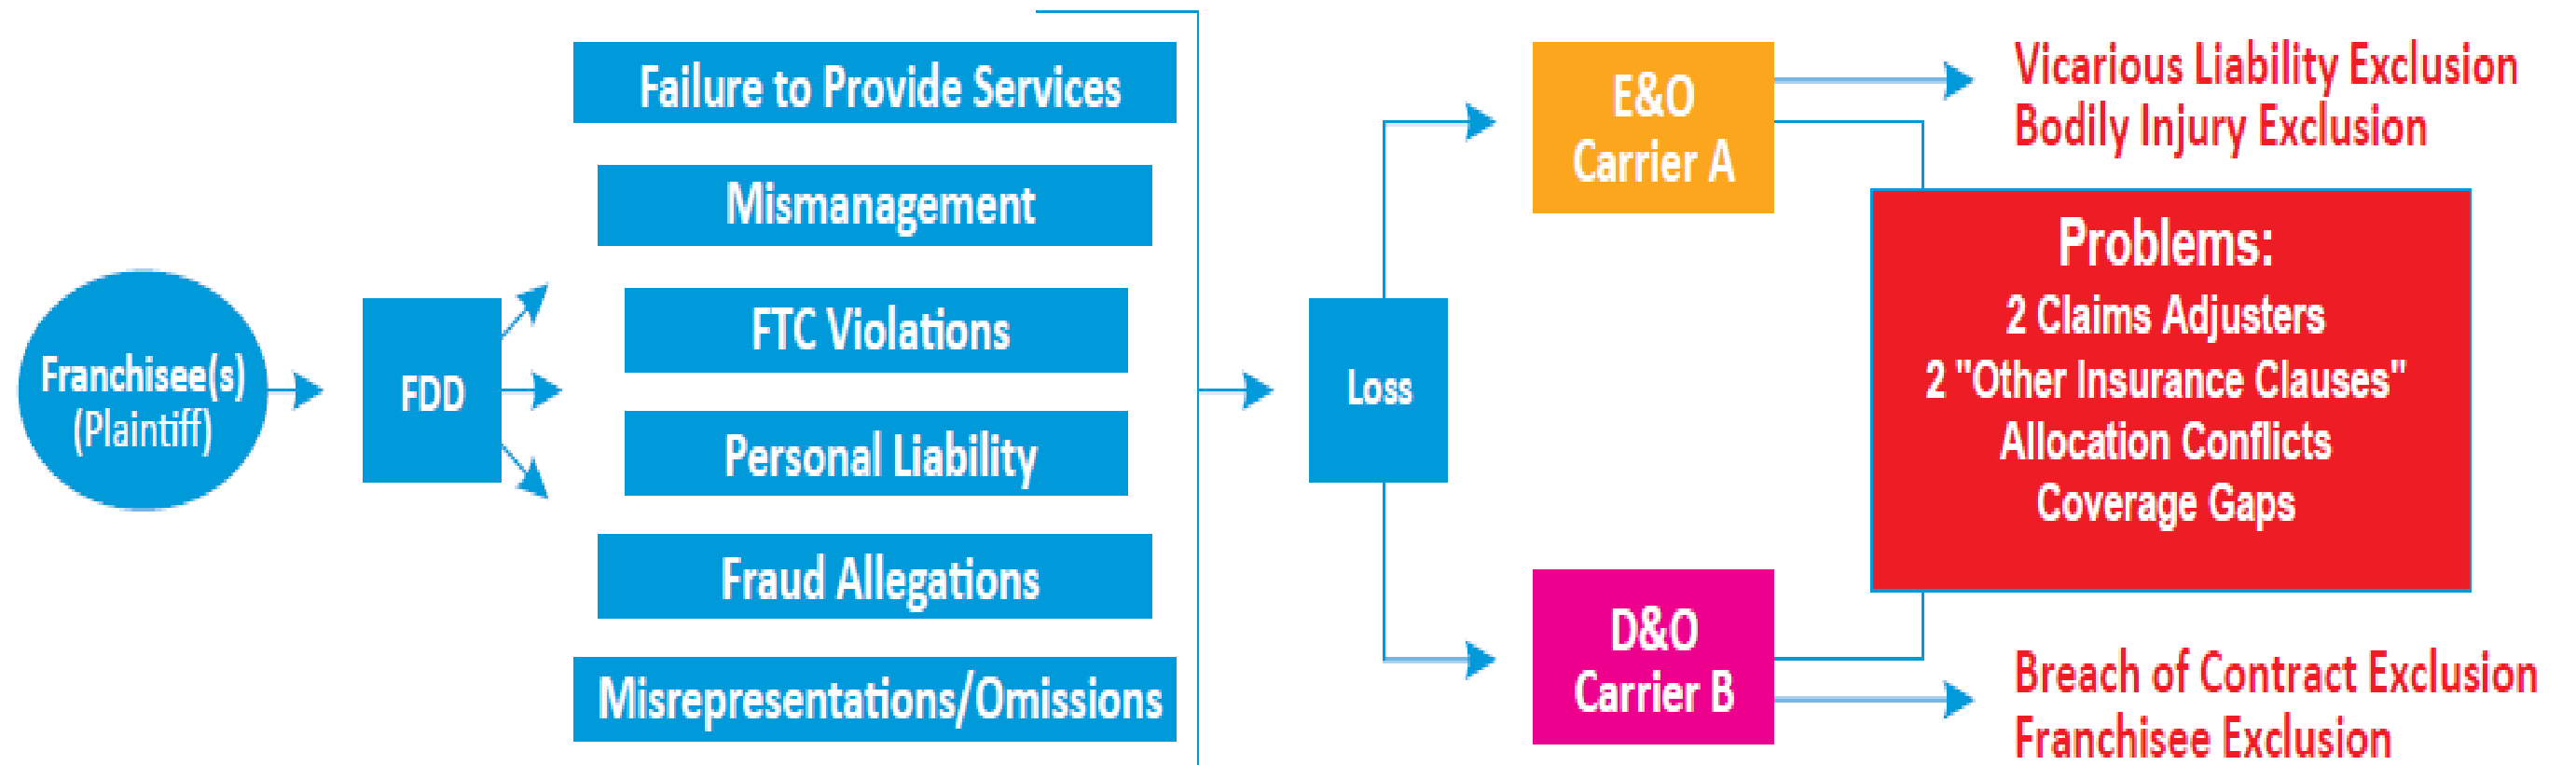 Franchisee(s)
(Plaintiff)
FDD
Failure to Provide Services
Mismanagement
FTC Violations
Personal Liability
Fraud Allegations
Misrepresentations/Omissions
Loss
E&O
Carrier A
Vicarious Liability Exclusion
Bodily Injury Exclusion
Problems:
2 Claims Adjusters
2 "Other Insurance Clauses"
Allocation Conflicts
Coverage Gaps
D&O
Carrier B
Breach of Contract Exclusion
Franchisee Exclusion